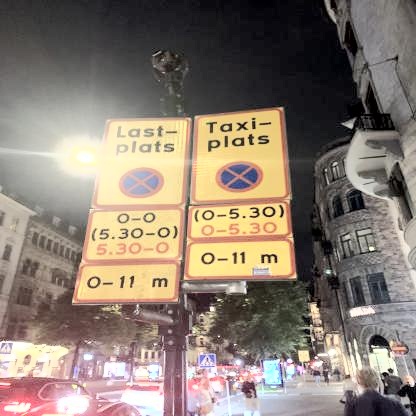 Last-
plats
0-0
(5.30-0)
5.30-0
0-11 m
Taxi-
plats
(0-5.30)
0-5.30
0-11 m